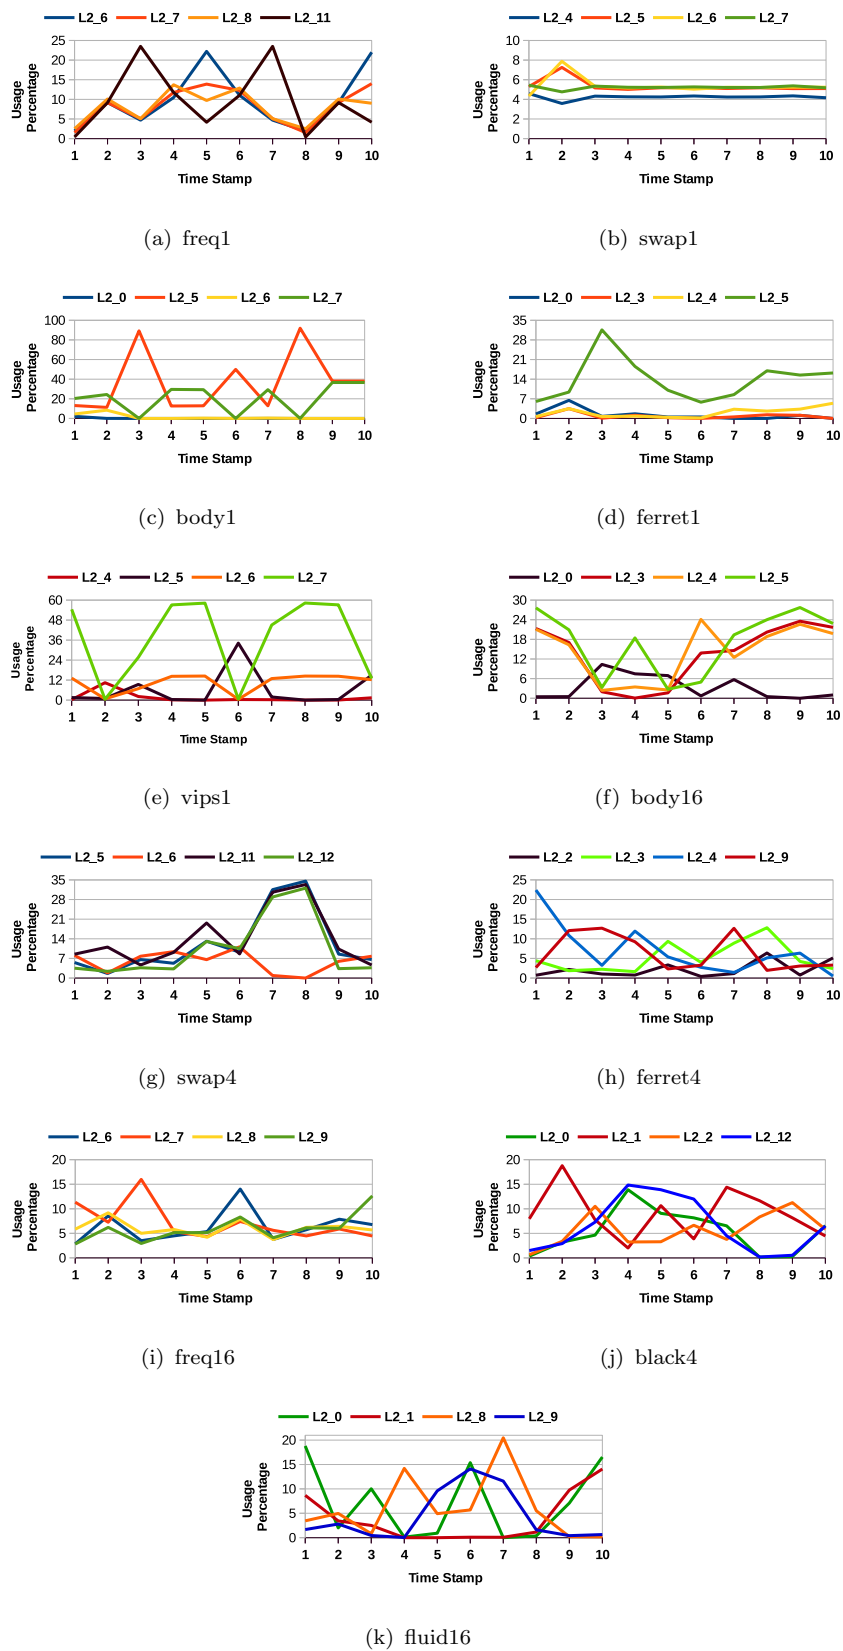 L2_6 L2_7 L2_8 L2_11
25
20
15
10
5
0
Usage
Percentage
1 2 3 4 5 6 7 8 9 10
Time Stamp
(a) freq1
L2_4 L2_5 L2_6 L2_7
10
8
6
4
2
0
Usage
Percentage
1 2 3 4 5 6 7 8 9 10
Time Stamp
(b) swap1
L2_0 L2_5 L2_6 L2_7
100
80
60
40
20
0
Usage
Percentage
1 2 3 4 5 6 7 8 9 10
Time Stamp
(c) body1
L2_0 L2_3 L2_4 L2_5
35
28
21
14
7
0
Usage
Percentage
1 2 3 4 5 6 7 8 9 10
Time Stamp
(d) ferret1
L2_4 L2_5 L2_6 L2_7
60
48
36
24
12
0
Usage
Percentage
1 2 3 4 5 6 7 8 9 10
Time Stamp
(e) vips1
L2_0 L2_3 L2_4 L2_5
30
24
18
12
6
0
Usage
Percentage
1 2 3 4 5 6 7 8 9 10
Time Stamp
(f) body16
L2_5 L2_6 L2_11 L2_12
35
28
21
14
7
0
Usage
Percentage
1 2 3 4 5 6 7 8 9 10
Time Stamp
(g) swap4
L2_2 L2_3 L2_4 L2_9
25
20
15
10
5
0
Usage
Percentage
1 2 3 4 5 6 7 8 9 10
Time Stamp
(h) ferret4
L2_6 L2_7 L2_8 L2_9
20
15
10
5
0
Usage
Percentage
1 2 3 4 5 6 7 8 9 10
Time Stamp
(i) freq16
L2_0 L2_1 L2_2 L2_12
20
15
10
5
0
Usage
Percentage
1 2 3 4 5 6 7 8 9 10
Time Stamp
(j) black4
L2_0 L2_1 L2_8 L2_9
20
15
10
5
0
Usage
Percentage
1 2 3 4 5 6 7 8 9 10
Time Stamp
(k) fluid16